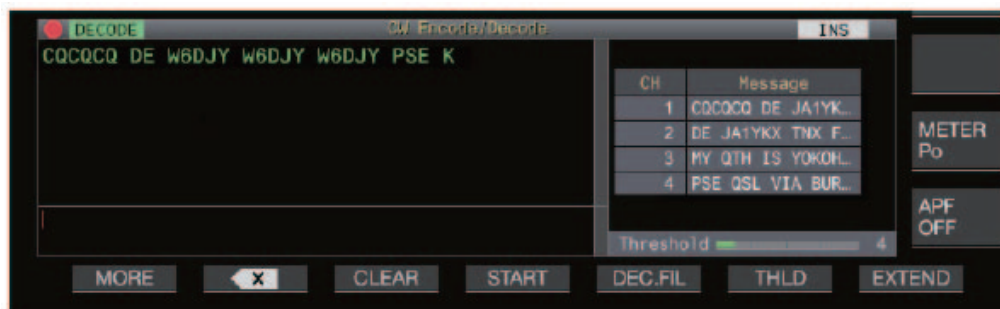 DECODE CW Encode/Decode INS
CQCQCQ DE W6DJY W6DJY W6DJY PSE K
CH Message
1 CQCQCQ DE JA1YK…
2 DE JA1YKX TNX F…
3 MY QTH IS YOKOH…
4 PSE QSL VIA BUR…
METER
Po
APF
OFF
Threshold 4
MORE X CLEAR START DEC.FIL THLD EXTEND